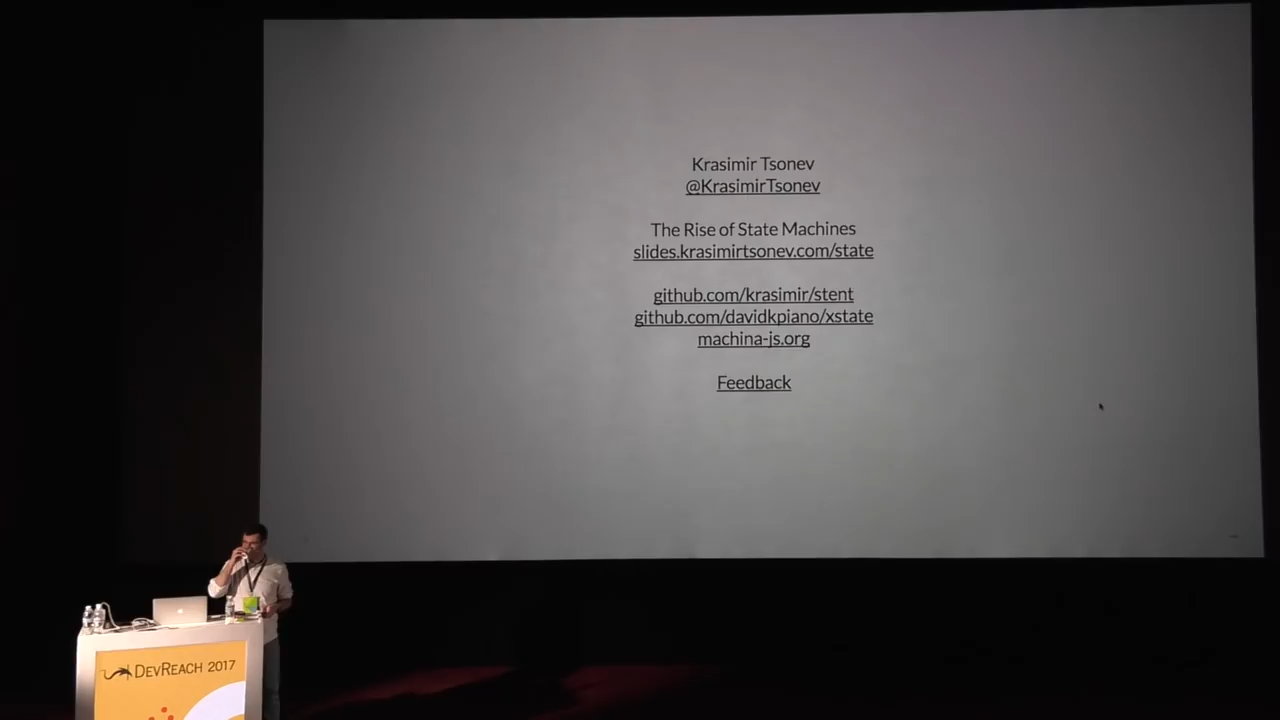 Krasimir Tsonev
@KrasimirTsonev
The Rise of State Machines
slides.krasimirtsonev.com/state
github.com/krasimir/stent
github.com/davidkpiano/xstate
machina-js.org
Feedback
DEVREACH 2017